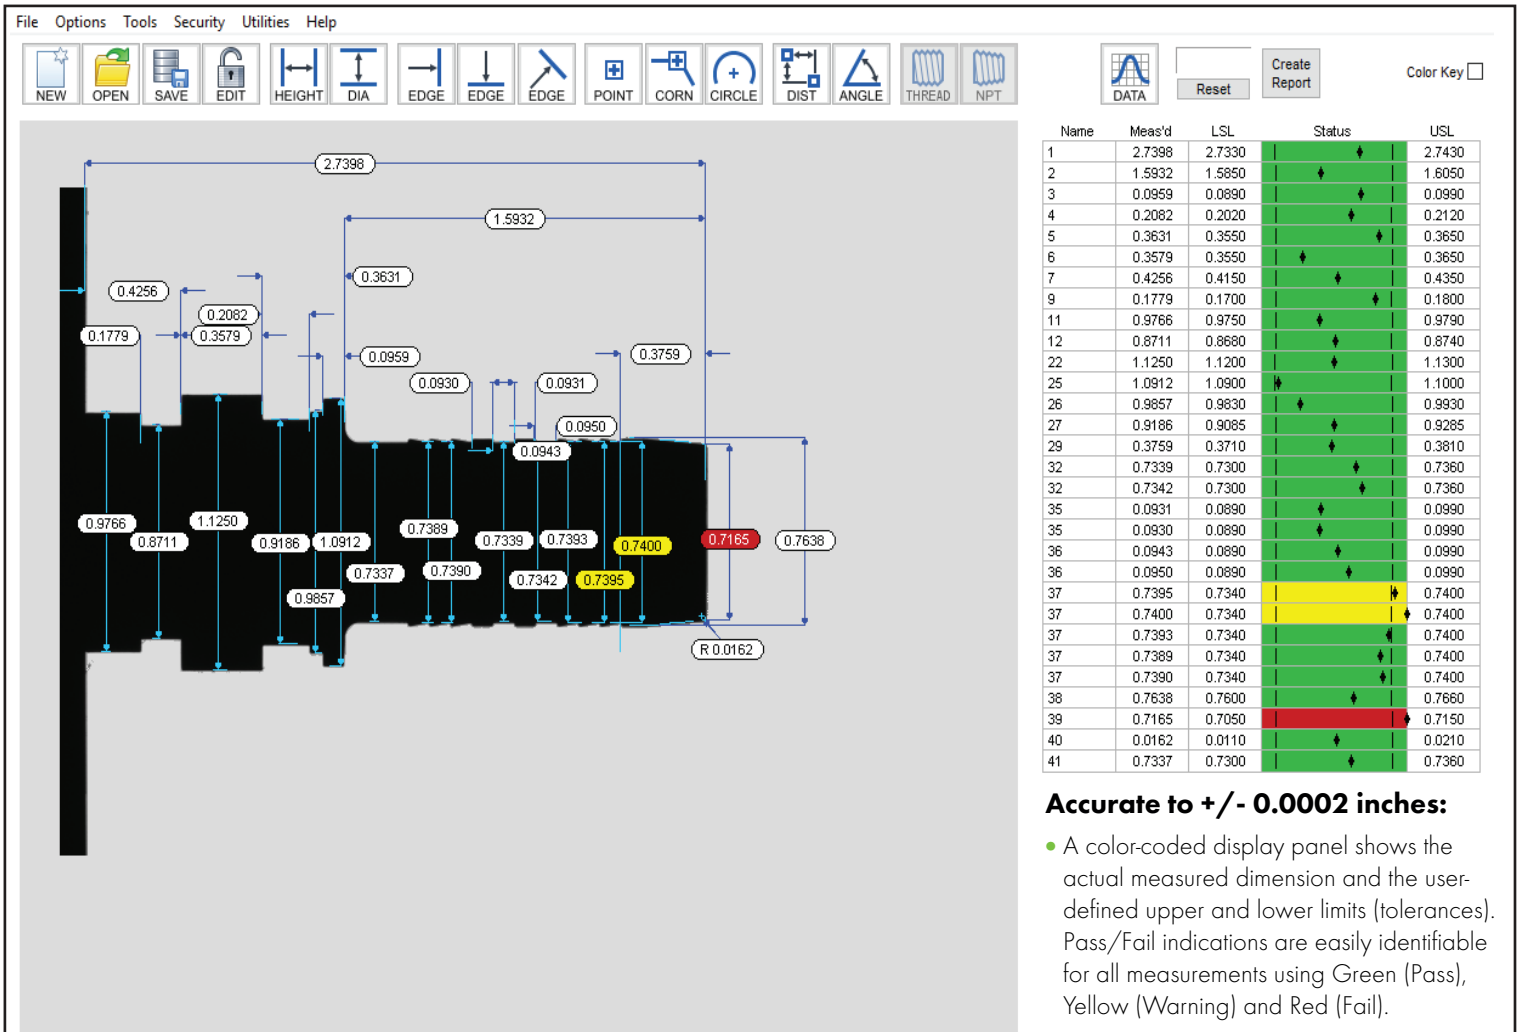 File Options Tools Security Utilities Help
NEW OPEN SAVE EDIT HEIGHT DIA EDGE EDGE EDGE POINT CORN CIRCLE DIST ANGLE THREAD NPT DATA Reset Create Report Color Key
2.7398
1.5932
0.3631
0.4256
0.2082
0.1779 0.3579
0.0959 0.3759
0.0930 0.0931
0.0950
0.0943
0.9766 0.8711 1.1250 0.9186 1.0912 0.7389 0.7339 0.7393 0.7400 0.7165 0.7638
0.7337 0.7390 0.7342 0.7395
0.9857
R 0.0162
Name Meas'd LSL Status USL
1 2.7398 2.7330 2.7430
2 1.5932 1.5850 1.6050
3 0.0959 0.0890 0.0990
4 0.2082 0.2020 0.2120
5 0.3631 0.3550 0.3650
6 0.3579 0.3550 0.3650
7 0.4256 0.4150 0.4350
9 0.1779 0.1700 0.1800
11 0.9766 0.9750 0.9790
12 0.8711 0.8680 0.8740
22 1.1250 1.1200 1.1300
25 1.0912 1.0900 1.1000
26 0.9857 0.9830 0.9930
27 0.9186 0.9085 0.9285
29 0.3759 0.3710 0.3810
32 0.7339 0.7300 0.7360
32 0.7342 0.7300 0.7360
35 0.0931 0.0890 0.0990
35 0.0930 0.0890 0.0990
36 0.0943 0.0890 0.0990
36 0.0950 0.0890 0.0990
37 0.7395 0.7340 0.7400
37 0.7400 0.7340 0.7400
37 0.7393 0.7340 0.7400
37 0.7389 0.7340 0.7400
37 0.7390 0.7340 0.7400
38 0.7638 0.7600 0.7660
39 0.7165 0.7050 0.7150
40 0.0162 0.0110 0.0210
41 0.7337 0.7300 0.7360
Accurate to +/- 0.0002 inches:
• A color-coded display panel shows the
actual measured dimension and the user-
defined upper and lower limits (tolerances).
Pass/Fail indications are easily identifiable
for all measurements using Green (Pass),
Yellow (Warning) and Red (Fail).